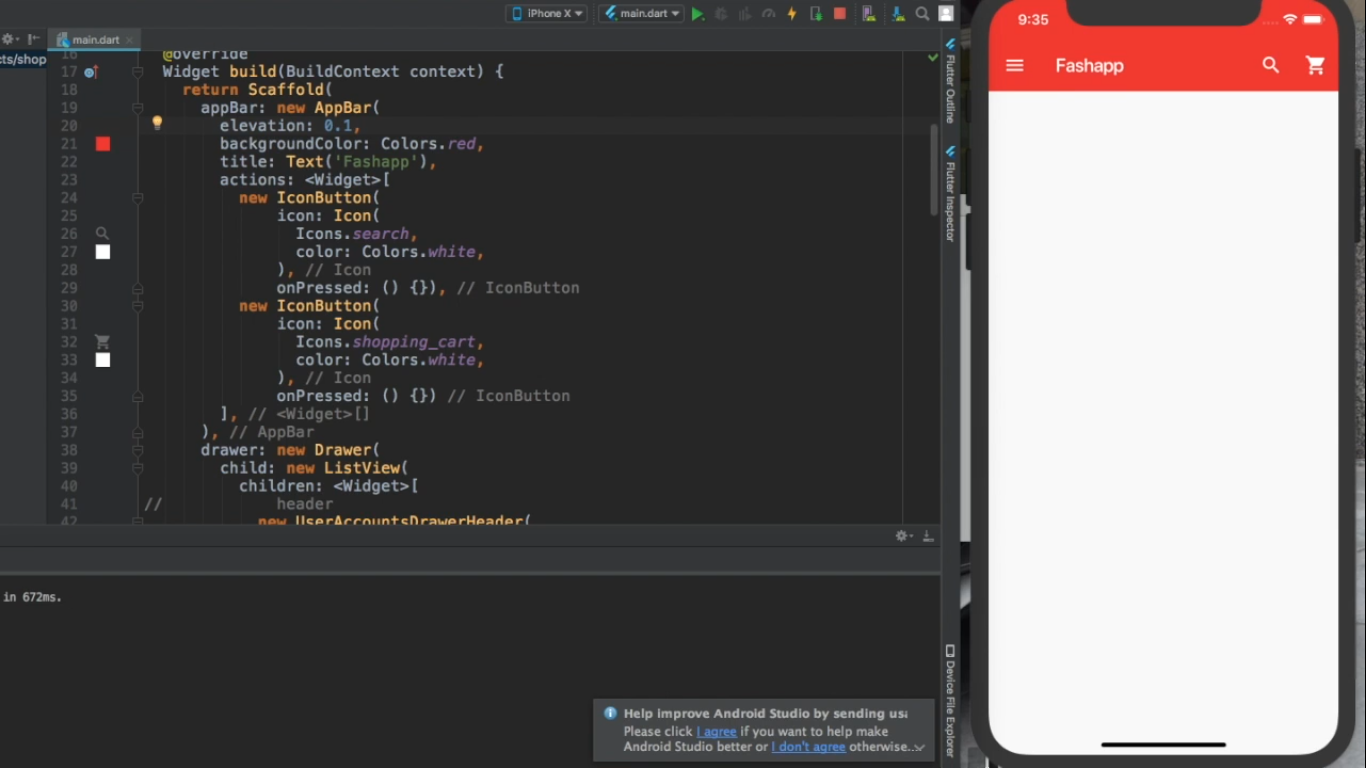 iPhone X
main.dart
main.dart
cts/shop
16 @override
17 Widget build(BuildContext context) {
18 return Scaffold(
19 appBar: new AppBar(
20 elevation: 0.1,
21 backgroundColor: Colors.red,
22 title: Text('Fashapp'),
23 actions: <Widget>[
24 new IconButton(
25 icon: Icon(
26 Icons.search,
27 color: Colors.white,
28 ), // Icon
29 onPressed: () {}), // IconButton
30 new IconButton(
31 icon: Icon(
32 Icons.shopping_cart,
33 color: Colors.white,
34 ), // Icon
35 onPressed: () {}) // IconButton
36 ], // <Widget>[]
37 ), // AppBar
38 drawer: new Drawer(
39 child: new ListView(
40 children: <Widget>[
41 // header
42 new UserAccountsDrawerHeader(
in 672ms.
Help improve Android Studio by sending usa
Please click I agree if you want to help make
Android Studio better or I don't agree otherwise...
Flutter Outline
Flutter Inspector
Device File Explorer
9:35
Fashapp